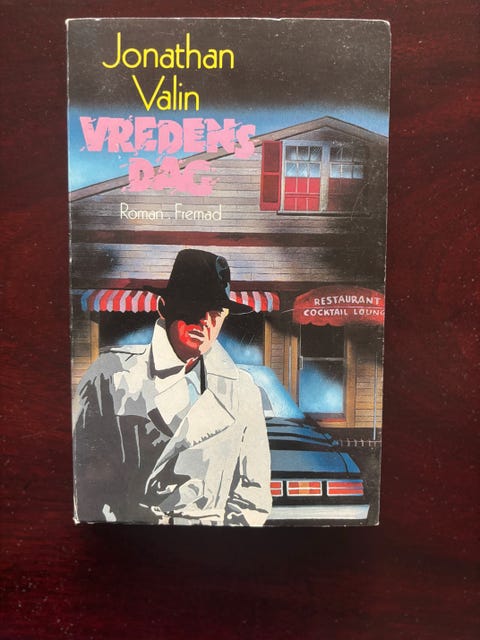 Jonathan
Valin
VREDENS
DAG
Roman . Fremad
RESTAURANT
COCKTAIL LOUNG